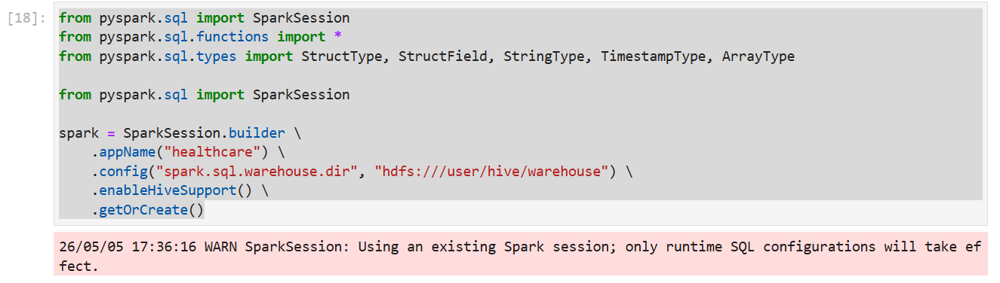 [18]:
from pyspark.sql import SparkSession
from pyspark.sql.functions import *
from pyspark.sql.types import StructType, StructField, StringType, TimestampType, ArrayType

from pyspark.sql import SparkSession

spark = SparkSession.builder \
    .appName("healthcare") \
    .config("spark.sql.warehouse.dir", "hdfs:///user/hive/warehouse") \
    .enableHiveSupport() \
    .getOrCreate()

26/05/05 17:36:16 WARN SparkSession: Using an existing Spark session; only runtime SQL configurations will take ef
fect.